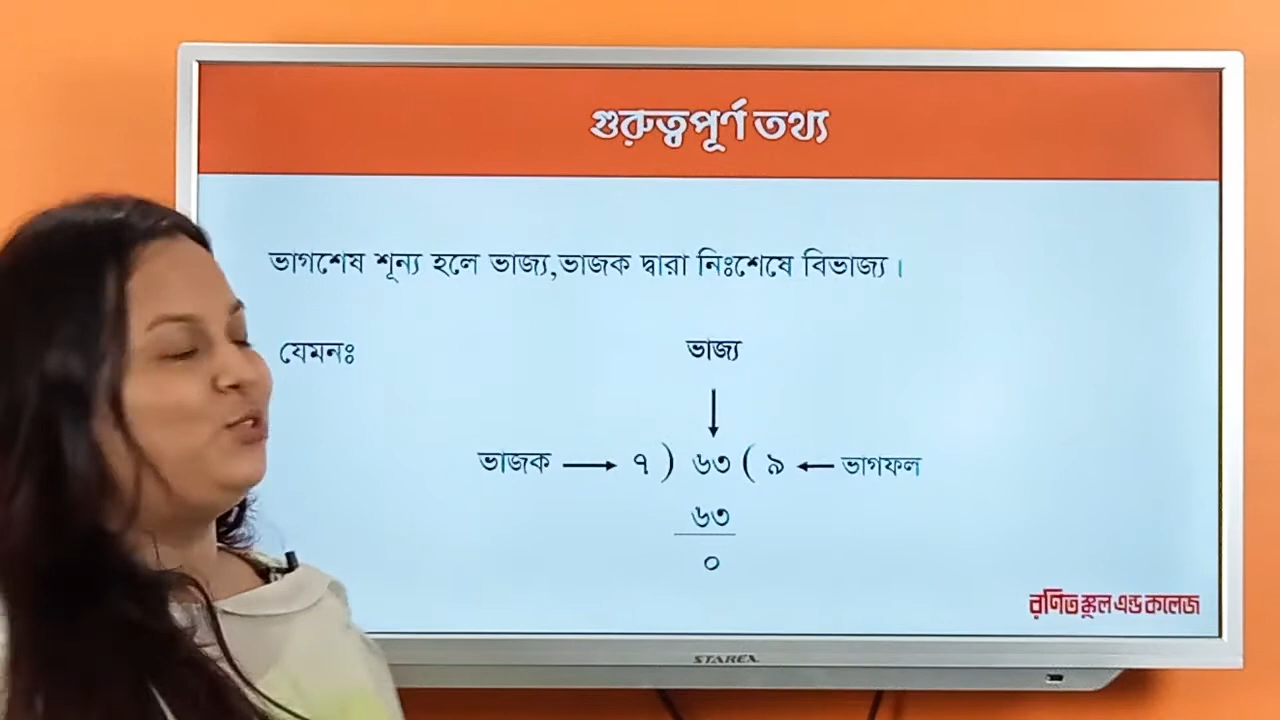 গুরুত্বপূর্ণ তথ্য
ভাগশেষ শূন্য হলে ভাজ্য,ভাজক দ্বারা নিঃশেষে বিভাজ্য।
যেমনঃ
ভাজ্য
ভাজক → ৭ ) ৬৩ ( ৯ ← ভাগফল
৬৩
০
রণিত স্কুল এন্ড কলেজ
STAREX